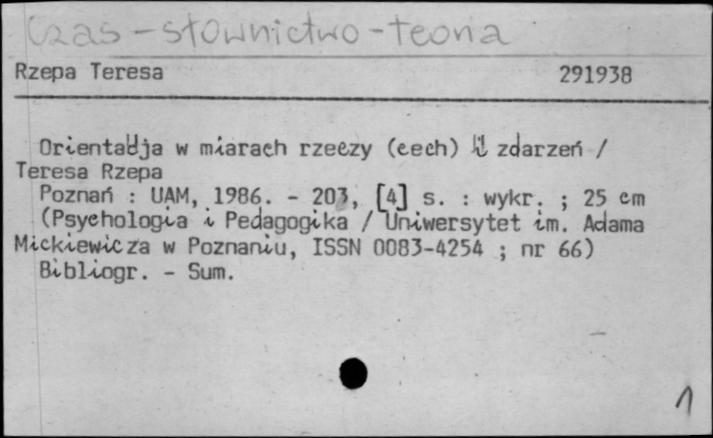 Czas - słownictwo - teoria
Rzepa Teresa 291938
Orientacja w miarach rzeczy (cech) i zdarzeń /
Teresa Rzepa
Poznań : UAM, 1986. - 203, [4] s. : wykr. ; 25 cm
(Psychologia i Pedagogika / Uniwersytet im. Adama
Mickiewicza w Poznaniu, ISSN 0083-4254 ; nr 66)
Bibliogr. - Sum.
1